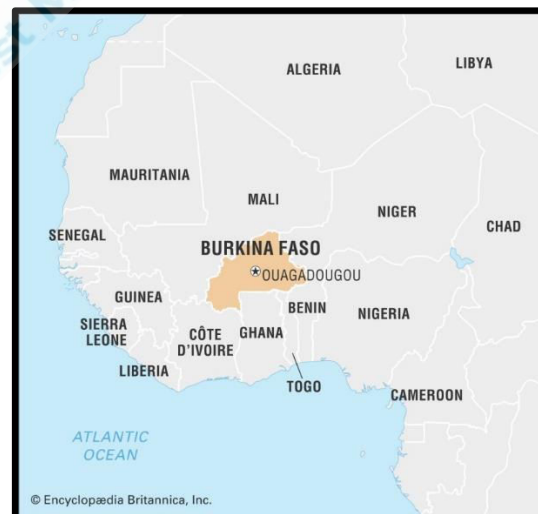 ALGERIA
LIBYA
MAURITANIA
MALI
NIGER
CHAD
SENEGAL
BURKINA FASO
OUAGADOUGOU
GUINEA
BENIN
NIGERIA
SIERRA
LEONE
CÔTE
D'IVOIRE
GHANA
LIBERIA
TOGO
CAMEROON
ATLANTIC
OCEAN
© Encyclopædia Britannica, Inc.